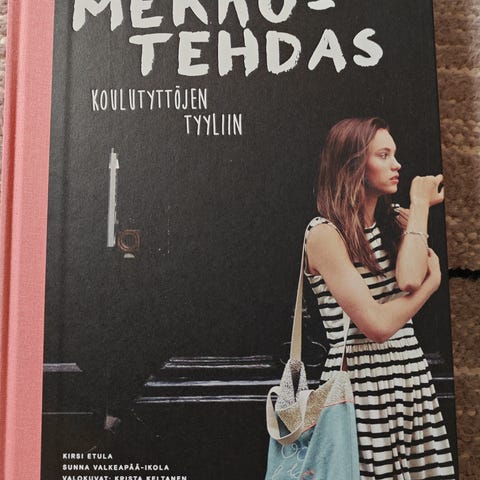 MEKKO-
TEHDAS
KOULUTYTTÖJEN
TYYLIIN
KIRSI ETULA
SUNNA VALKEAPÄÄ-IKOLA
VALOKUVAT: KRISTA KELTANEN